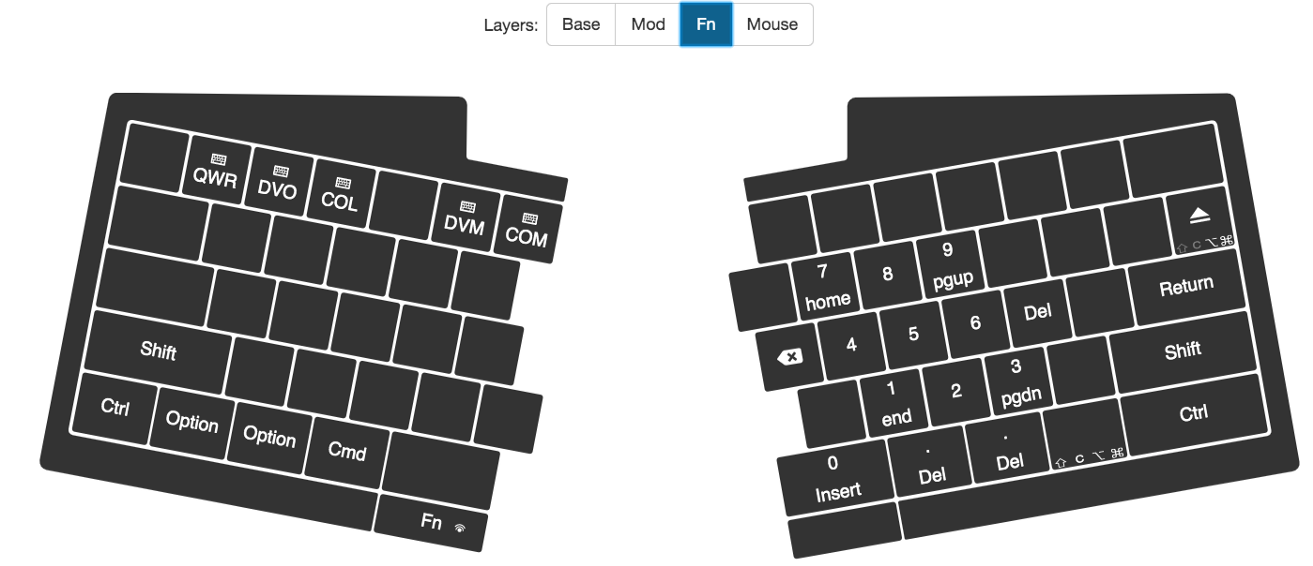 Layers: Base Mod Fn Mouse
QWR DVO COL DVM COM
7 8 9
home pgup
4 5 6 Del Return
Shift
1 2 3 Shift
end pgdn
Ctrl Option Option Cmd
0 . . Ctrl
Insert Del Del
Fn